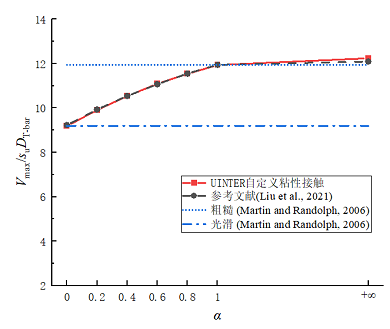 14
12
10
8
6
4
2
V_max/s_uD_T-bar
UINTER自定义粘性接触
参考文献(Liu et al., 2021)
粗糙 (Martin and Randolph, 2006)
光滑 (Martin and Randolph, 2006)
0 0.2 0.4 0.6 0.8 1 +∞
α